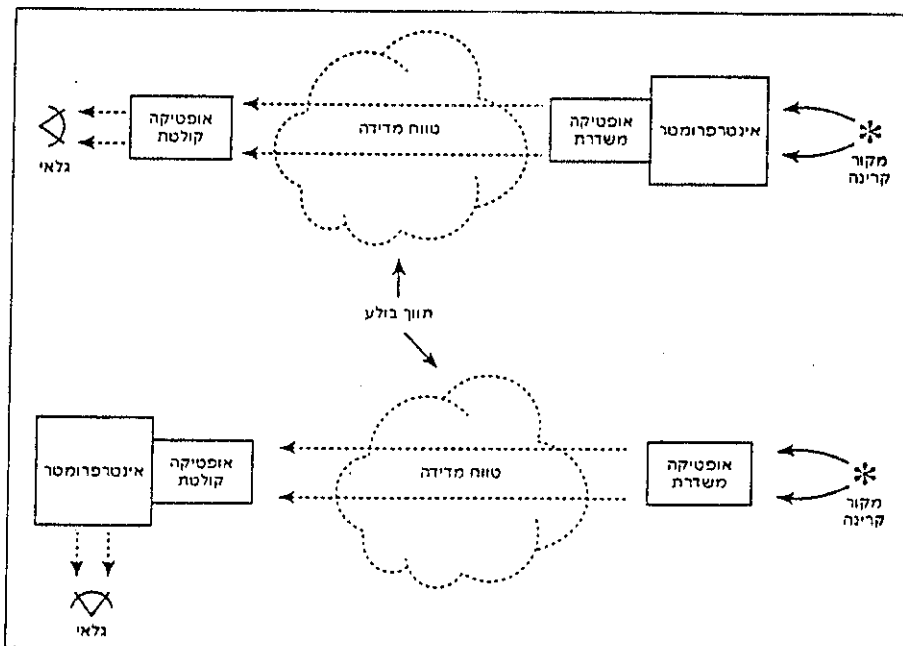 מקור
קרינה
אינטרפרומטר
אופטיקה
משדרת
טווח מדידה
אופטיקה
קולטת
גלאי
תווך בולע
מקור
קרינה
אופטיקה
משדרת
טווח מדידה
אופטיקה
קולטת
אינטרפרומטר
גלאי